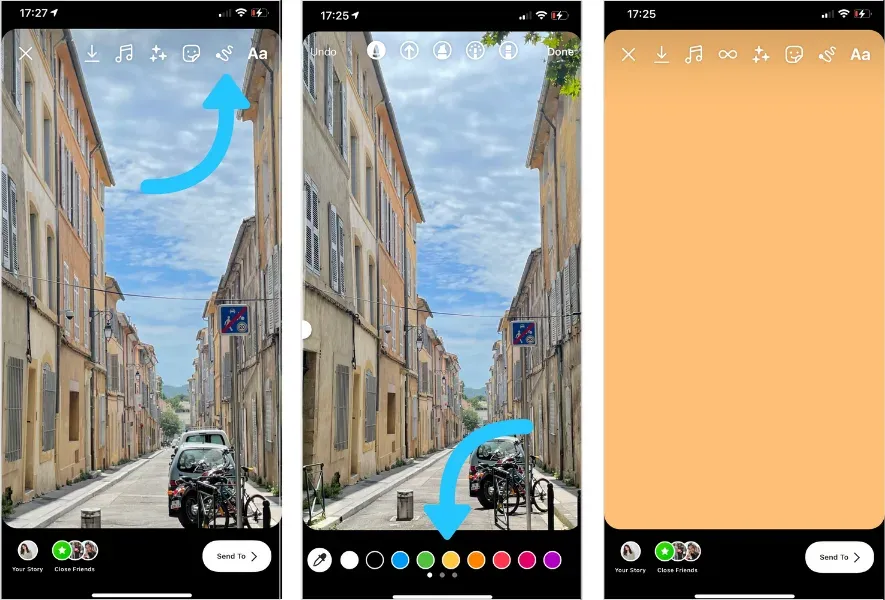 17:27
Aa
Your Story
Close Friends
Send To
17:25
Undo
Done
17:25
Aa
Your Story
Close Friends
Send To